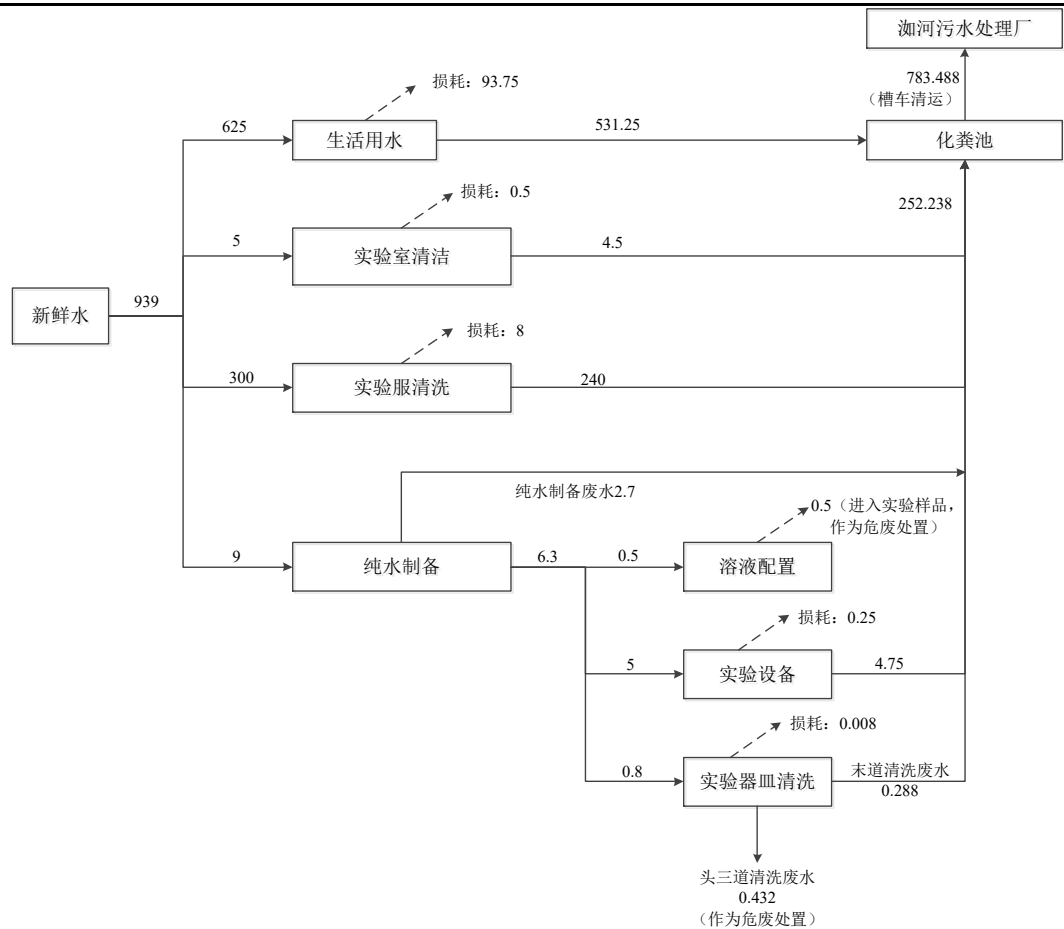 泇河污水处理厂
783.488
（槽车清运）
损耗：93.75
625
生活用水
531.25
化粪池
损耗：0.5
252.238
5
实验室清洁
4.5
新鲜水
939
损耗：8
300
实验服清洗
240
纯水制备废水2.7
0.5（进入实验样品，
作为危废处置）
9
纯水制备
6.3
0.5
溶液配置
损耗：0.25
5
实验设备
4.75
损耗：0.008
0.8
实验器皿清洗
末道清洗废水
0.288
头三道清洗废水
0.432
（作为危废处置）